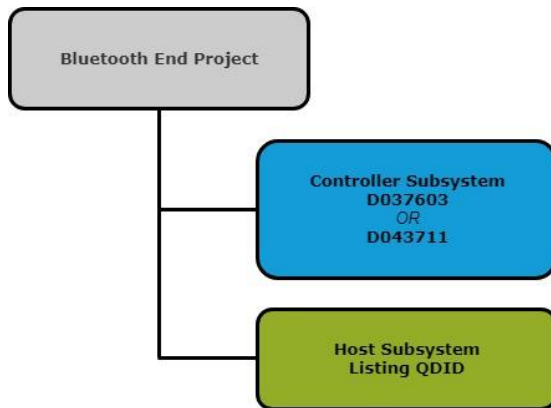 Bluetooth End Project
Controller Subsystem
D037603
OR
D043711
Host Subsystem
Listing QDID